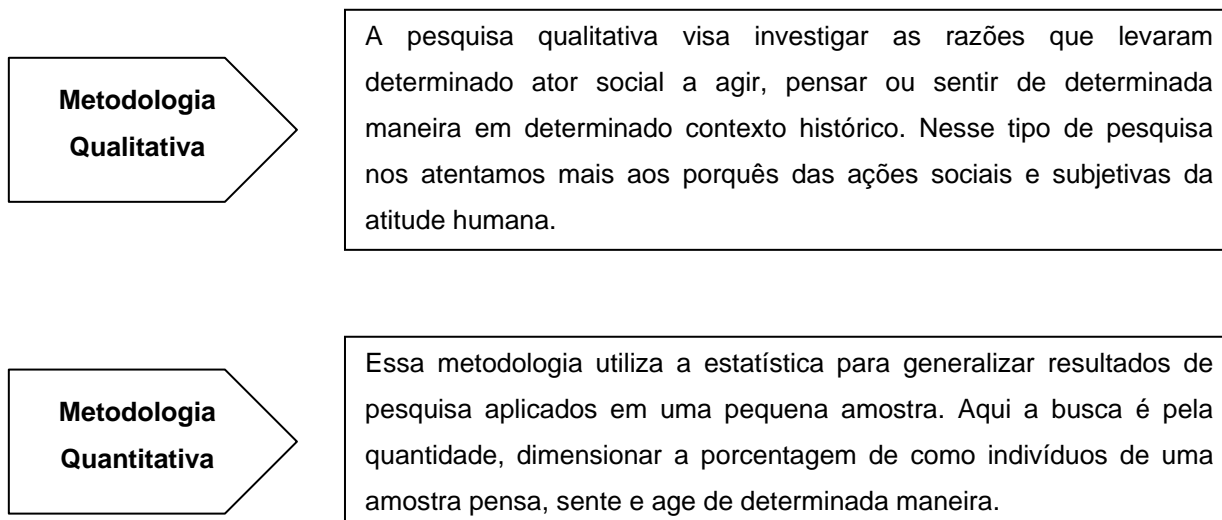 Metodologia
Qualitativa
A pesquisa qualitativa visa investigar as razões que levaram
determinado ator social a agir, pensar ou sentir de determinada
maneira em determinado contexto histórico. Nesse tipo de pesquisa
nos atentamos mais aos porquês das ações sociais e subjetivas da
atitude humana.
Metodologia
Quantitativa
Essa metodologia utiliza a estatística para generalizar resultados de
pesquisa aplicados em uma pequena amostra. Aqui a busca é pela
quantidade, dimensionar a porcentagem de como indivíduos de uma
amostra pensa, sente e age de determinada maneira.